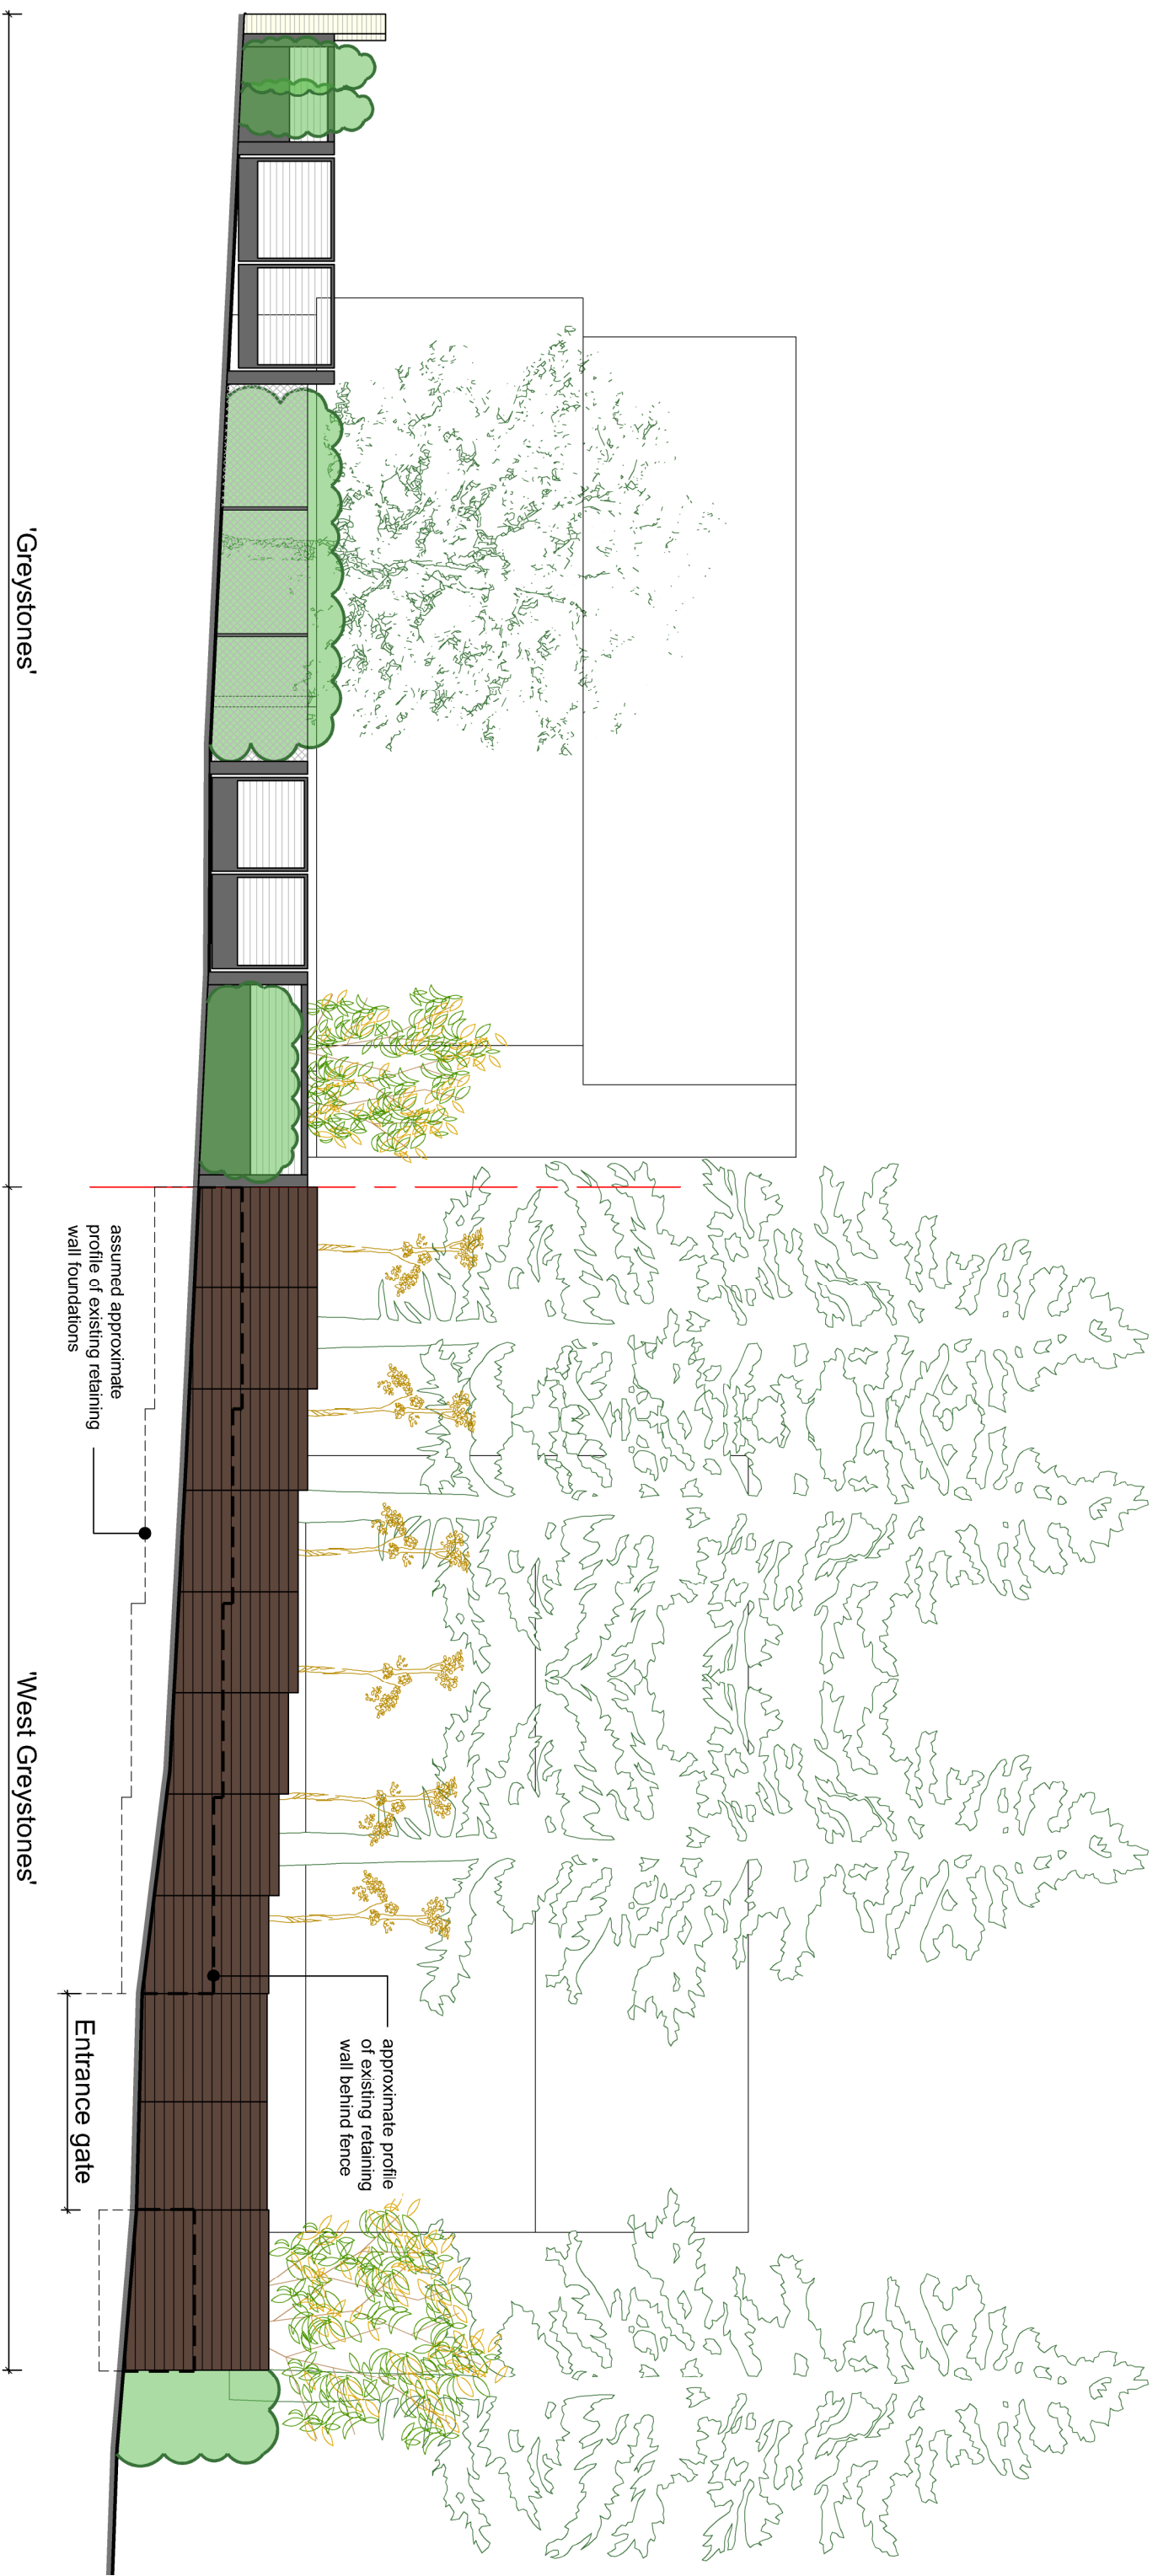 'Greystones'
assumed approximate
profile of existing retaining
wall foundations
'West Greystones'
approximate profile
of existing retaining
wall behind fence
Entrance gate